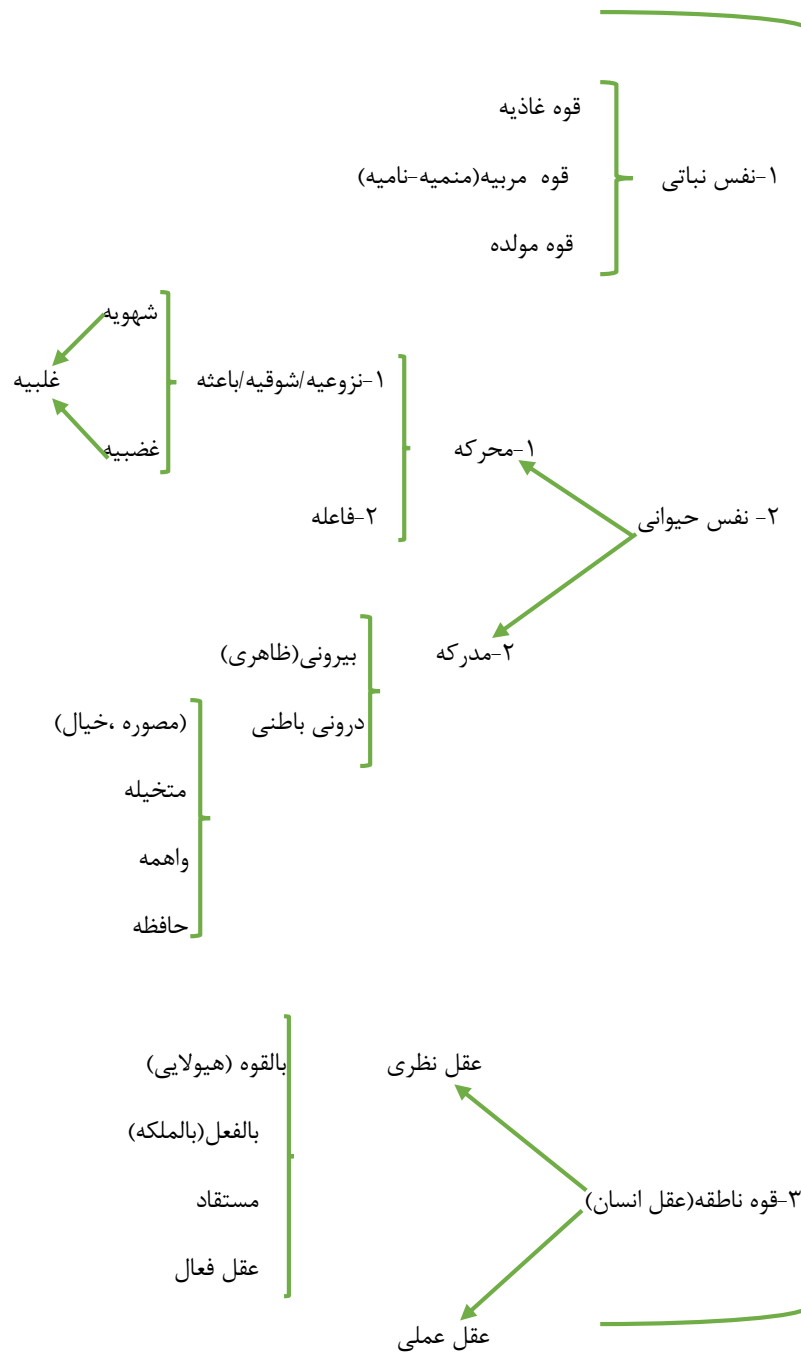 قوه غاذیه
۱-نفس نباتی
قوه  مربیه(منمیه-نامیه)
قوه مولده
شهویه
۱-نزوعیه/شوقیه/باعثه
غلبیه
غضبیه
۱-محرکه
۲-فاعله
۲- نفس حیوانی
۲-مدرکه
بیرونی(ظاهری)
درونی باطنی
(مصوره ،خیال)
متخیله
واهمه
حافظه
عقل نظری
بالقوه (هیولایی)
بالفعل(بالملکه)
۳-قوه ناطقه(عقل انسان)
مستقاد
عقل فعال
عقل عملی